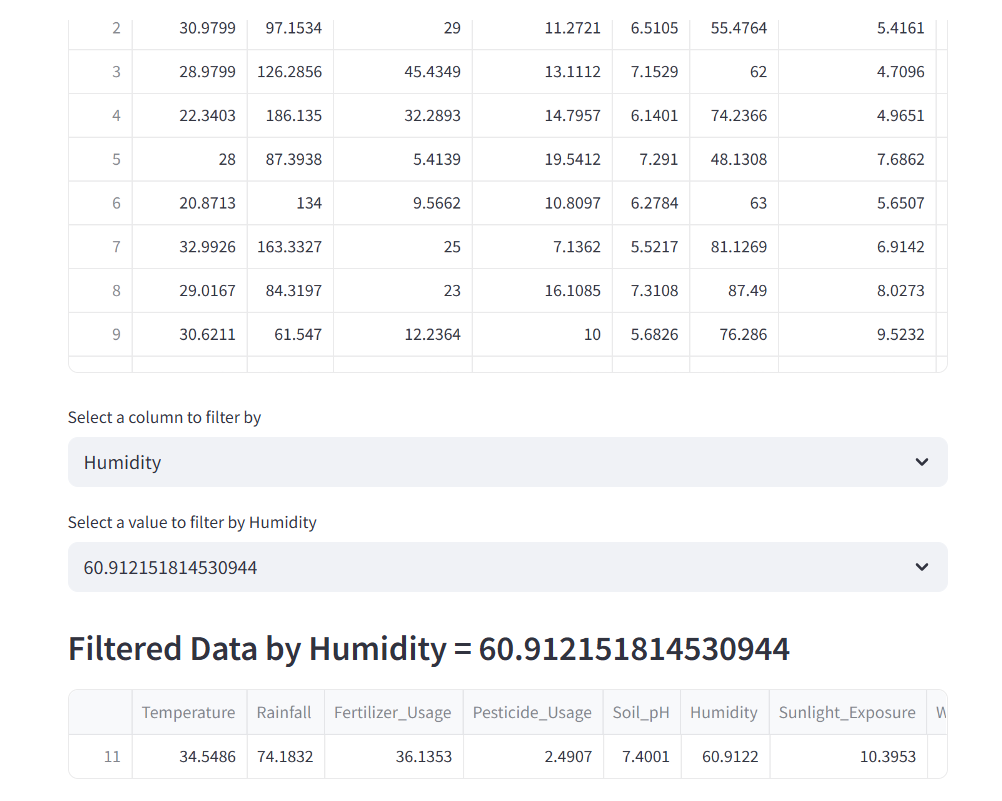 2 30.9799 97.1534 29 11.2721 6.5105 55.4764 5.4161
3 28.9799 126.2856 45.4349 13.1112 7.1529 62 4.7096
4 22.3403 186.135 32.2893 14.7957 6.1401 74.2366 4.9651
5 28 87.3938 5.4139 19.5412 7.291 48.1308 7.6862
6 20.8713 134 9.5662 10.8097 6.2784 63 5.6507
7 32.9926 163.3327 25 7.1362 5.5217 81.1269 6.9142
8 29.0167 84.3197 23 16.1085 7.3108 87.49 8.0273
9 30.6211 61.547 12.2364 10 5.6826 76.286 9.5232
Select a column to filter by
Humidity
Select a value to filter by Humidity
60.912151814530944
Filtered Data by Humidity = 60.912151814530944
Temperature Rainfall Fertilizer_Usage Pesticide_Usage Soil_pH Humidity Sunlight_Exposure
11 34.5486 74.1832 36.1353 2.4907 7.4001 60.9122 10.3953